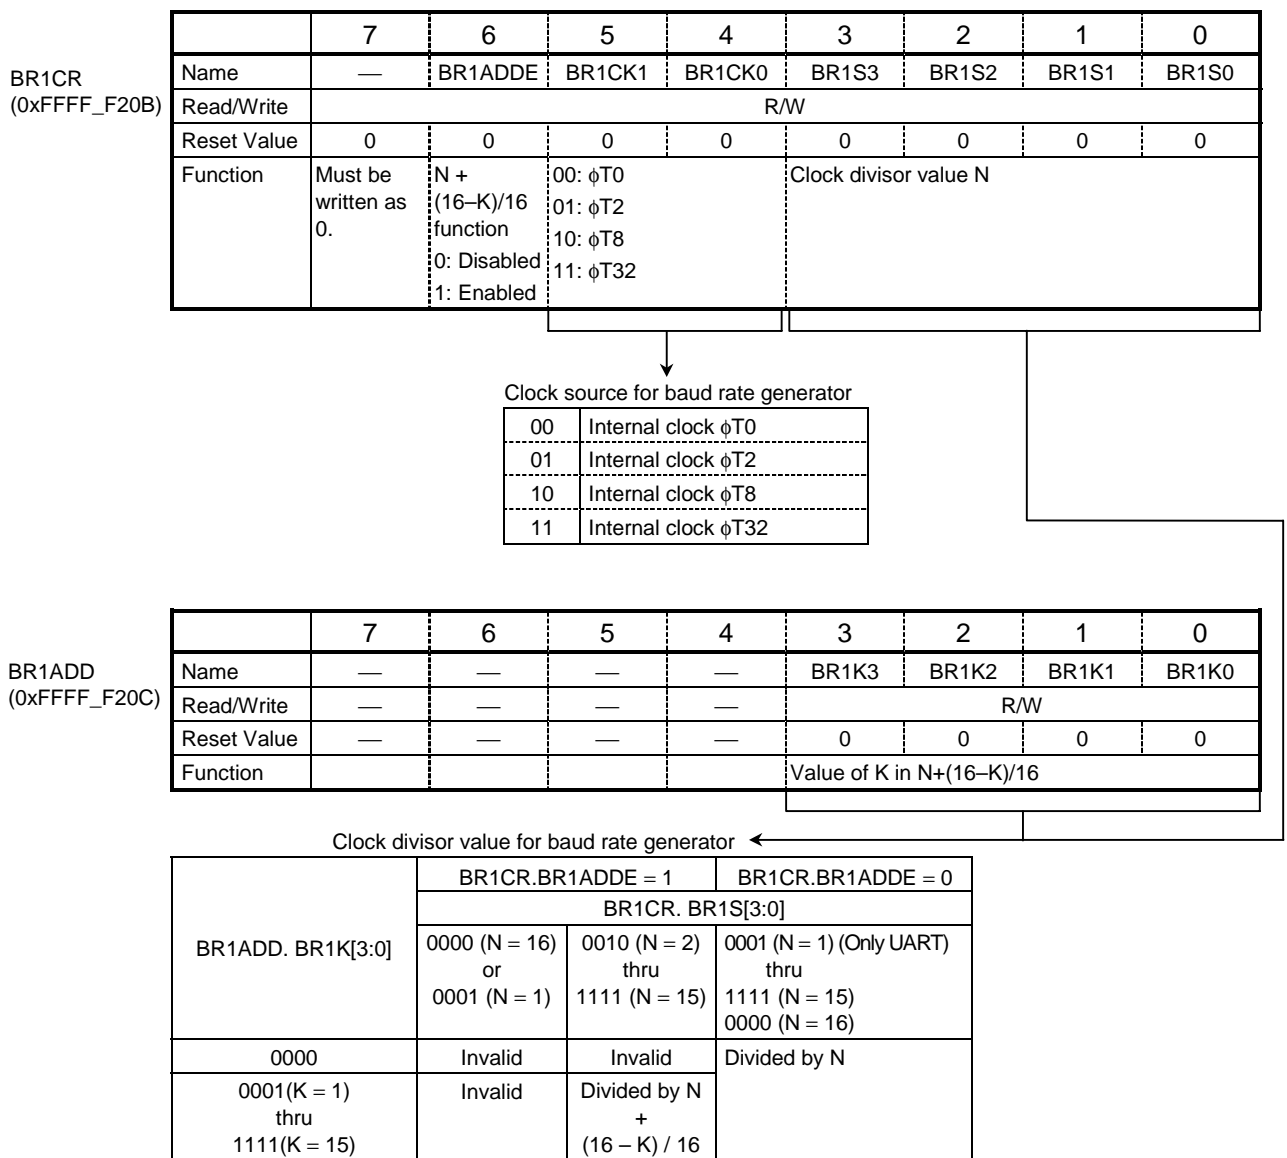 7 6 5 4 3 2 1 0
BR1CR
(0xFFFF_F20B)
Name — BR1ADDE BR1CK1 BR1CK0 BR1S3 BR1S2 BR1S1 BR1S0
Read/Write R/W
Reset Value 0 0 0 0 0 0 0 0
Function Must be written as 0. N + (16–K)/16 function 0: Disabled 1: Enabled 00: ϕT0 01: ϕT2 10: ϕT8 11: ϕT32 Clock divisor value N
Clock source for baud rate generator
00 Internal clock ϕT0
01 Internal clock ϕT2
10 Internal clock ϕT8
11 Internal clock ϕT32
7 6 5 4 3 2 1 0
BR1ADD
(0xFFFF_F20C)
Name — — — — BR1K3 BR1K2 BR1K1 BR1K0
Read/Write — — — — R/W
Reset Value — — — — 0 0 0 0
Function Value of K in N+(16–K)/16
Clock divisor value for baud rate generator
BR1ADD. BR1K[3:0]
BR1CR.BR1ADDE = 1 BR1CR.BR1ADDE = 0
BR1CR. BR1S[3:0]
0000 (N = 16) or 0001 (N = 1)
0010 (N = 2) thru 1111 (N = 15)
0001 (N = 1) (Only UART) thru 1111 (N = 15) 0000 (N = 16)
0000 Invalid Invalid Divided by N
0001(K = 1) thru 1111(K = 15) Invalid Divided by N + (16 – K) / 16